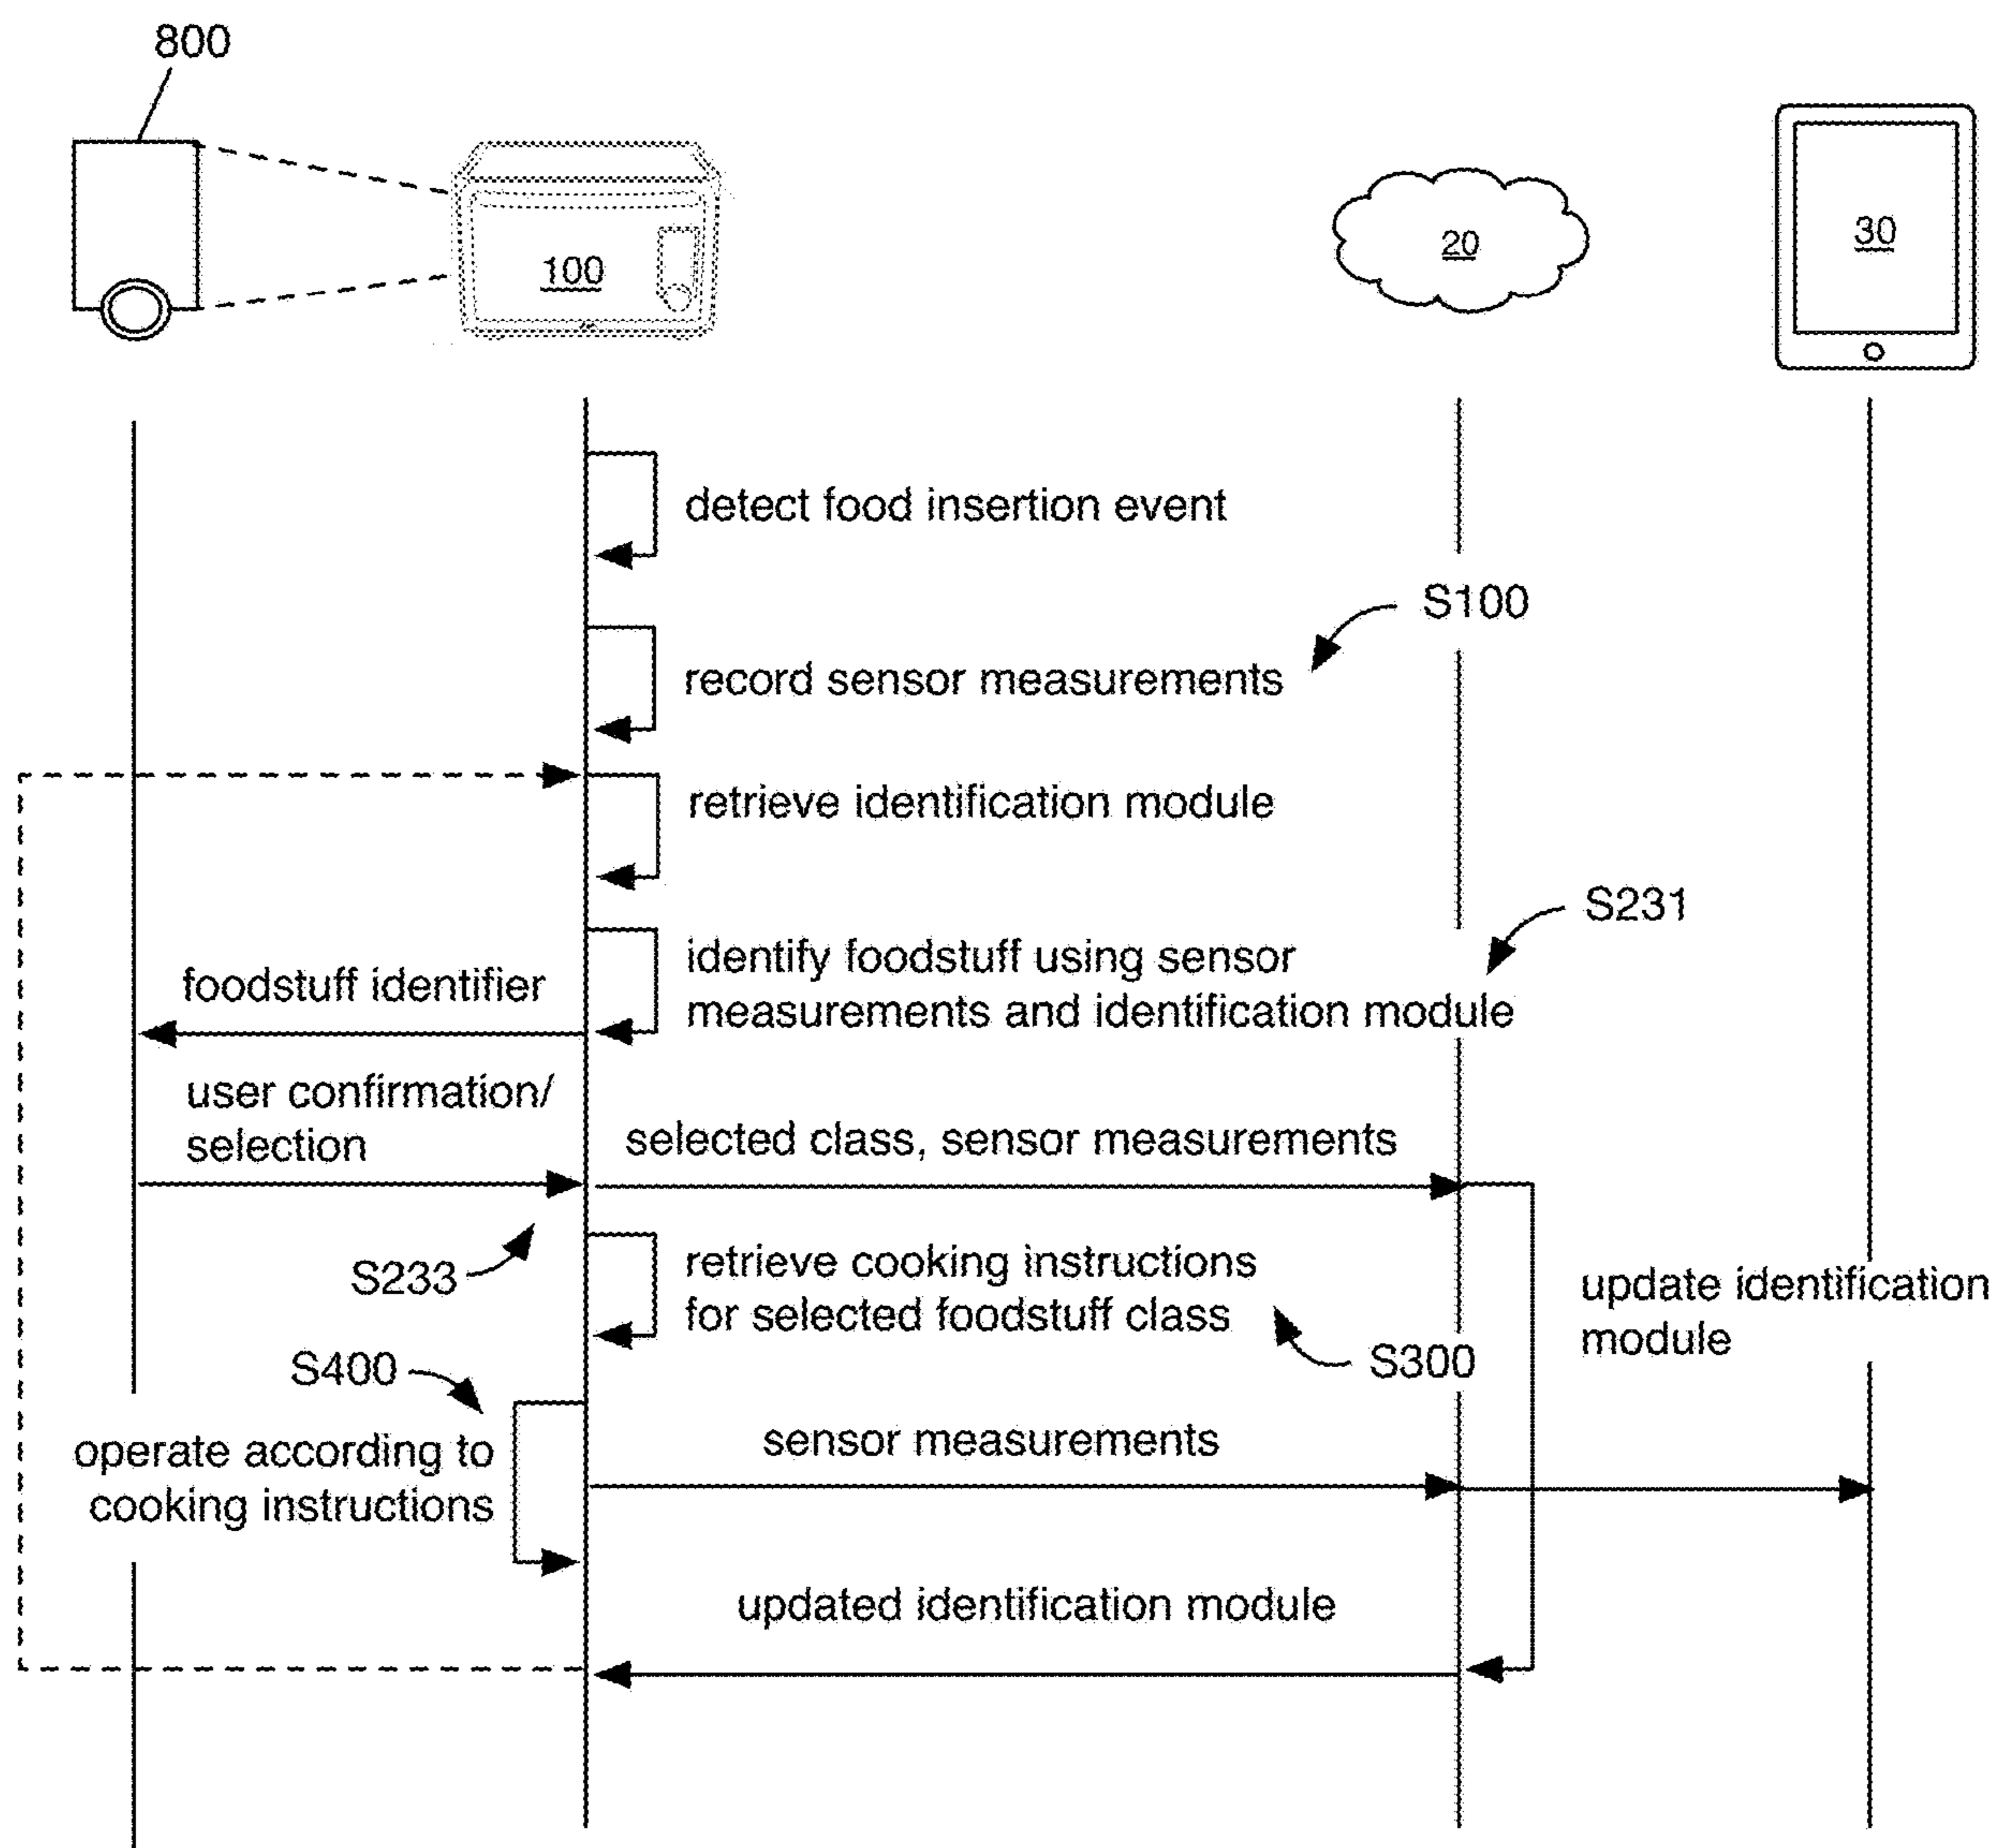 800
100
20
30
detect food insertion event
S100
record sensor measurements
retrieve identification module
S231
identify foodstuff using sensor
measurements and identification module
foodstuff identifier
user confirmation/
selection
selected class, sensor measurements
S233
retrieve cooking instructions
for selected foodstuff class
update identification
module
S300
S400
operate according to
cooking instructions
sensor measurements
updated identification module